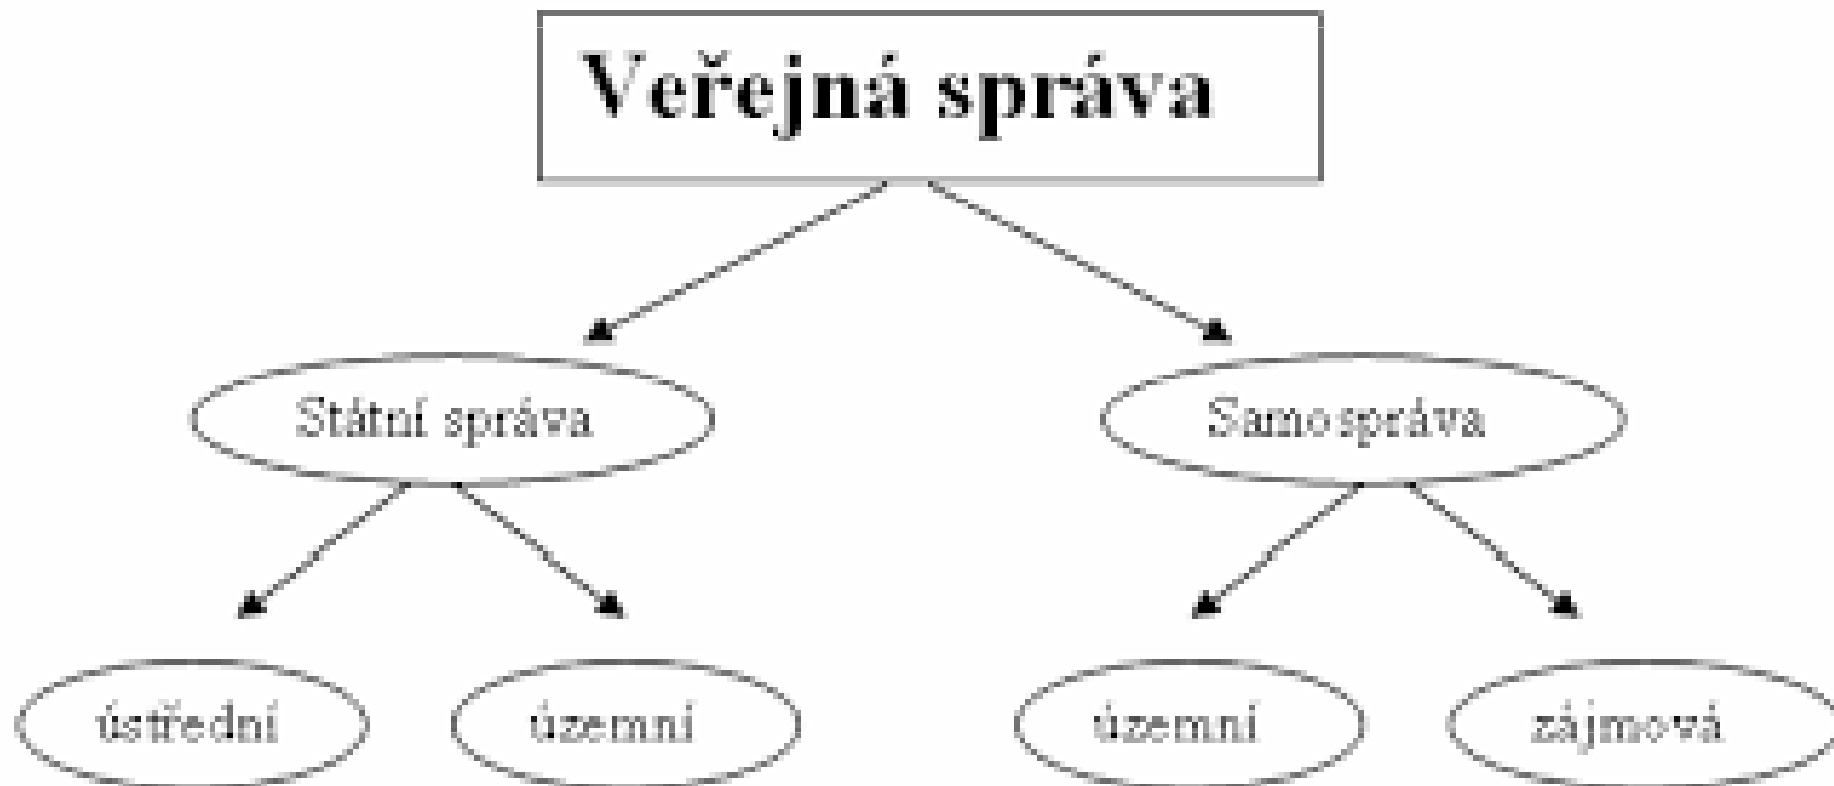 Veřejná správa
Státní správa
Samospráva
ústřední
územní
územní
zájmová